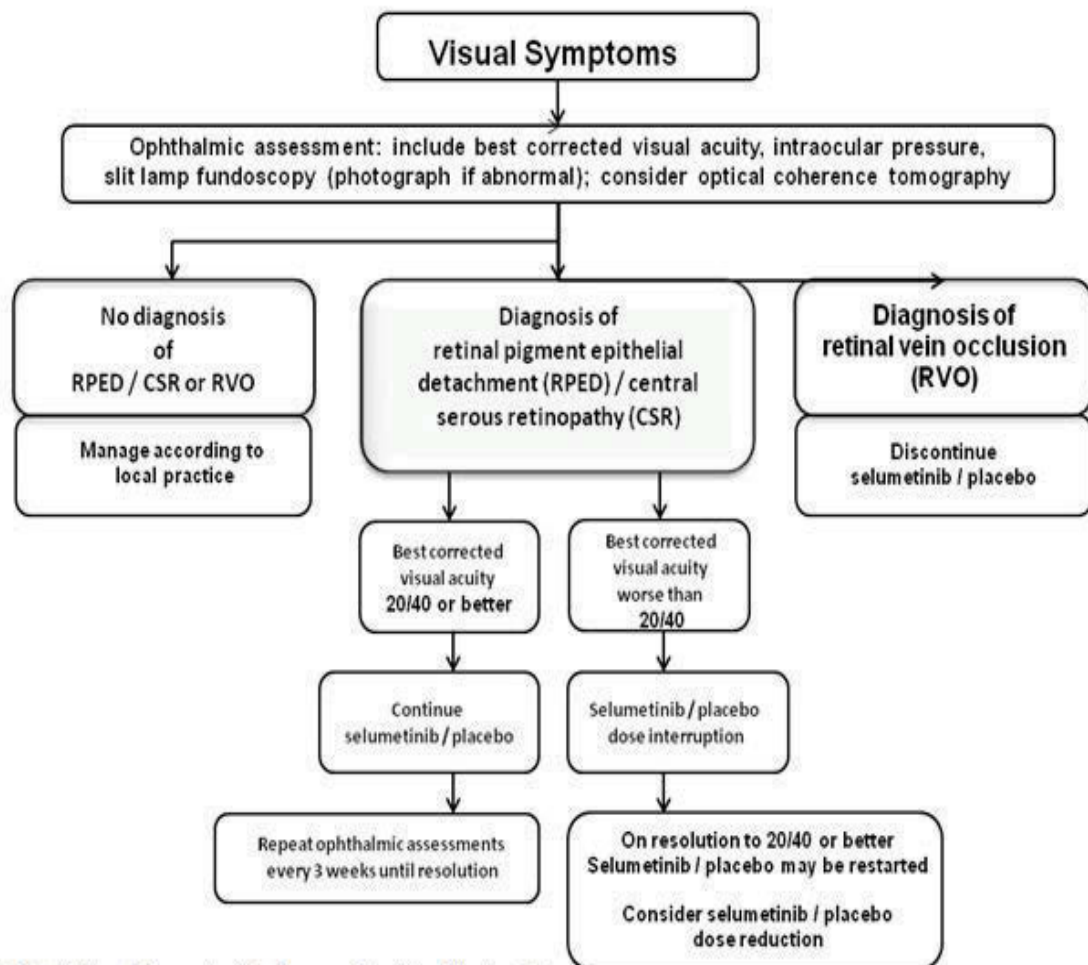 Visual Symptoms
Ophthalmic assessment: include best corrected visual acuity, intraocular pressure,
slit lamp fundoscopy (photograph if abnormal); consider optical coherence tomography
No diagnosis
of
RPED / CSR or RVO
Manage according to
local practice
Diagnosis of
retinal pigment epithelial
detachment (RPED) / central
serous retinopathy (CSR)
Diagnosis of
retinal vein occlusion
(RVO)
Discontinue
selumetinib / placebo
Best corrected
visual acuity
20/40 or better
Best corrected
visual acuity
worse than
20/40
Continue
selumetinib / placebo
Selumetinib / placebo
dose interruption
Repeat ophthalmic assessments
every 3 weeks until resolution
On resolution to 20/40 or better
Selumetinib / placebo may be restarted
Consider selumetinib / placebo
dose reduction